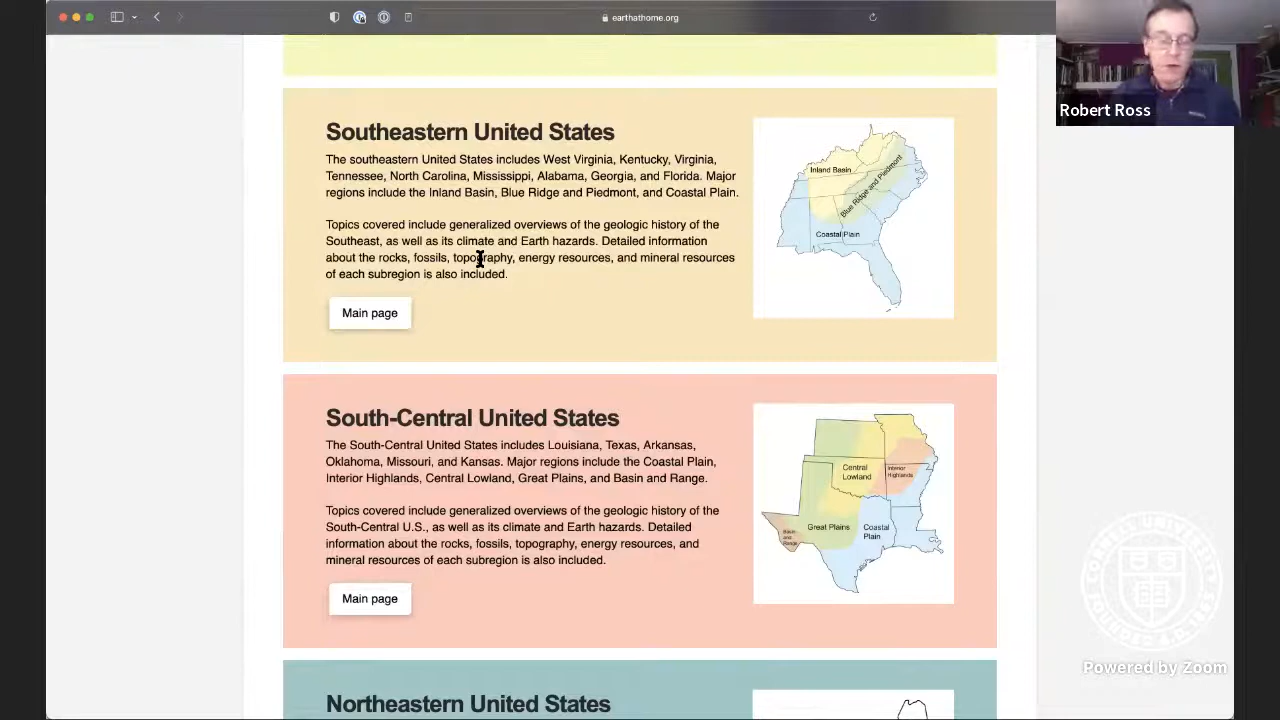 earthathome.org
Robert Ross
Southeastern United States
The southeastern United States includes West Virginia, Kentucky, Virginia,
Tennessee, North Carolina, Mississippi, Alabama, Georgia, and Florida. Major
regions include the Inland Basin, Blue Ridge and Piedmont, and Coastal Plain.
Topics covered include generalized overviews of the geologic history of the
Southeast, as well as its climate and Earth hazards. Detailed information
about the rocks, fossils, topography, energy resources, and mineral resources
of each subregion is also included.
Main page
Inland Basin
Blue Ridge and Piedmont
Coastal Plain
South-Central United States
The South-Central United States includes Louisiana, Texas, Arkansas,
Oklahoma, Missouri, and Kansas. Major regions include the Coastal Plain,
Interior Highlands, Central Lowland, Great Plains, and Basin and Range.
Topics covered include generalized overviews of the geologic history of the
South-Central U.S., as well as its climate and Earth hazards. Detailed
information about the rocks, fossils, topography, energy resources, and
mineral resources of each subregion is also included.
Main page
Central
Lowland
Interior
Highlands
Great Plains
Coastal
Plain
Basin
and
Range
Northeastern United States
CORNELL UNIVERSITY
FOUNDED A.D. 1865
Powered by Zoom